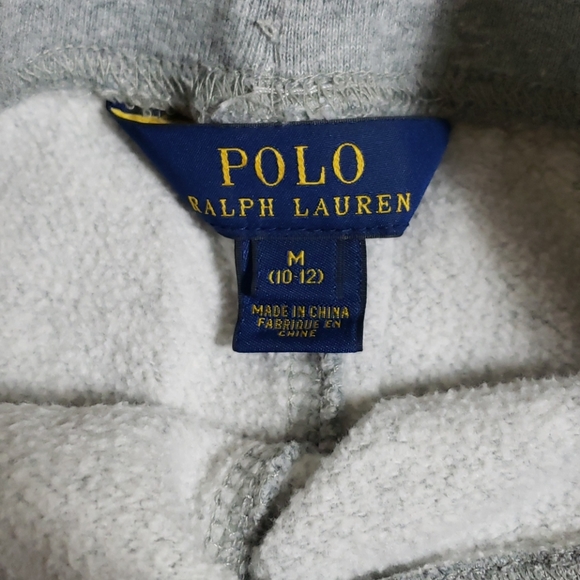 POLO
RALPH LAUREN
M
(10-12)
MADE IN CHINA
FABRIQUE EN
CHINE